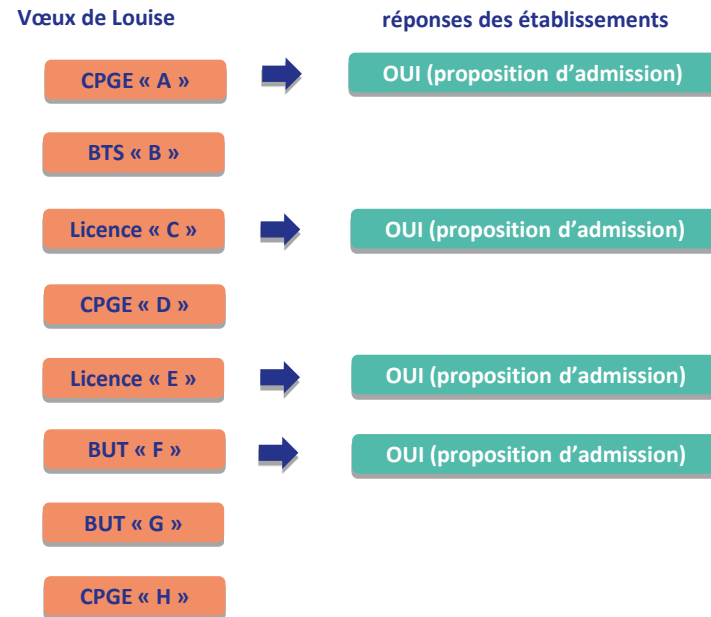 Vœux de Louise réponses des établissements
CPGE « A » OUI (proposition d’admission)
BTS « B »
Licence « C » OUI (proposition d’admission)
CPGE « D »
Licence « E » OUI (proposition d’admission)
BUT « F » OUI (proposition d’admission)
BUT « G »
CPGE « H »